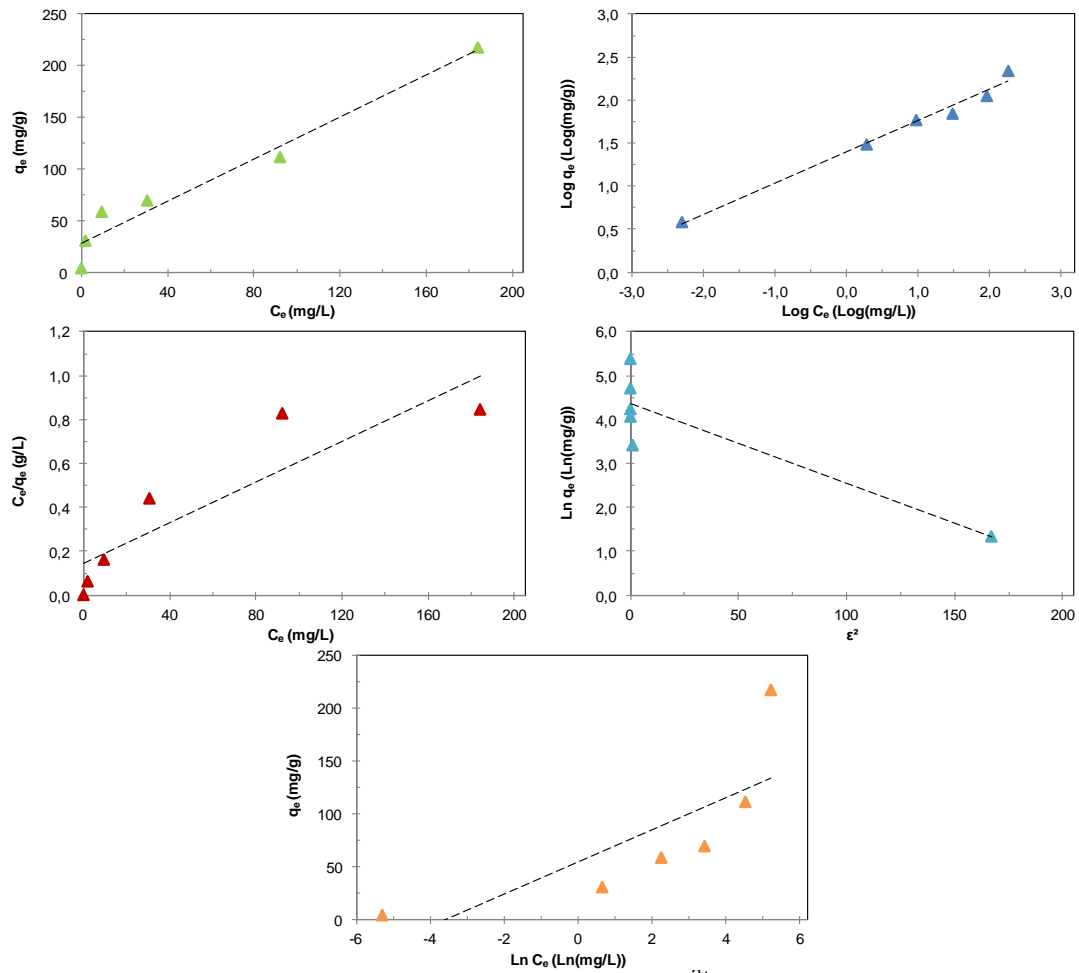 250
200
150
100
50
0
qₑ (mg/g)
0 40 80 120 160 200
Cₑ (mg/L)
3,0
2,5
2,0
1,5
1,0
0,5
0,0
Log qₑ (Log(mg/g))
-3,0 -2,0 -1,0 0,0 1,0 2,0 3,0
Log Cₑ (Log(mg/L))
1,2
1,0
0,8
0,6
0,4
0,2
0,0
Cₑ/qₑ (g/L)
0 40 80 120 160 200
Cₑ (mg/L)
6,0
5,0
4,0
3,0
2,0
1,0
0,0
Ln qₑ (Ln(mg/g))
0 50 100 150 200
ε²
250
200
150
100
50
0
qₑ (mg/g)
-6 -4 -2 0 2 4 6
Ln Cₑ (Ln(mg/L))